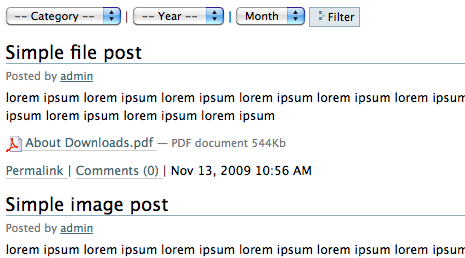 -- Category -- | -- Year -- | Month Filter
Simple file post
Posted by admin
lorem ipsum lorem ipsum lorem ipsum lorem ipsum lorem ipsum lorem ipsum
ipsum lorem ipsum lorem ipsum lorem ipsum lorem ipsum
About Downloads.pdf — PDF document 544Kb
Permalink | Comments (0) | Nov 13, 2009 10:56 AM
Simple image post
Posted by admin
lorem ipsum lorem ipsum lorem ipsum lorem ipsum lorem ipsum lorem ipsum